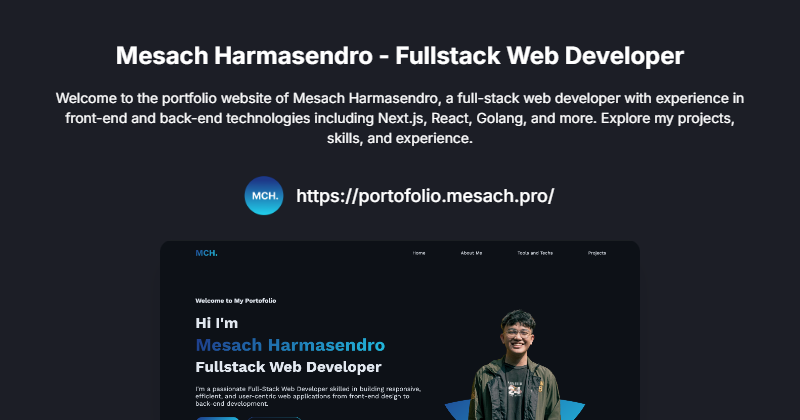 Mesach Harmasendro - Fullstack Web Developer
Welcome to the portfolio website of Mesach Harmasendro, a full-stack web developer with experience in
front-end and back-end technologies including Next.js, React, Golang, and more. Explore my projects,
skills, and experience.
MCH. https://portofolio.mesach.pro/
MCH. Home About Me Tools and Techs Projects
Welcome to My Portofolio
Hi I'm
Mesach Harmasendro
Fullstack Web Developer
I'm a passionate Full-Stack Web Developer skilled in building responsive,
efficient, and user-centric web applications from front-end design to
back-end development.